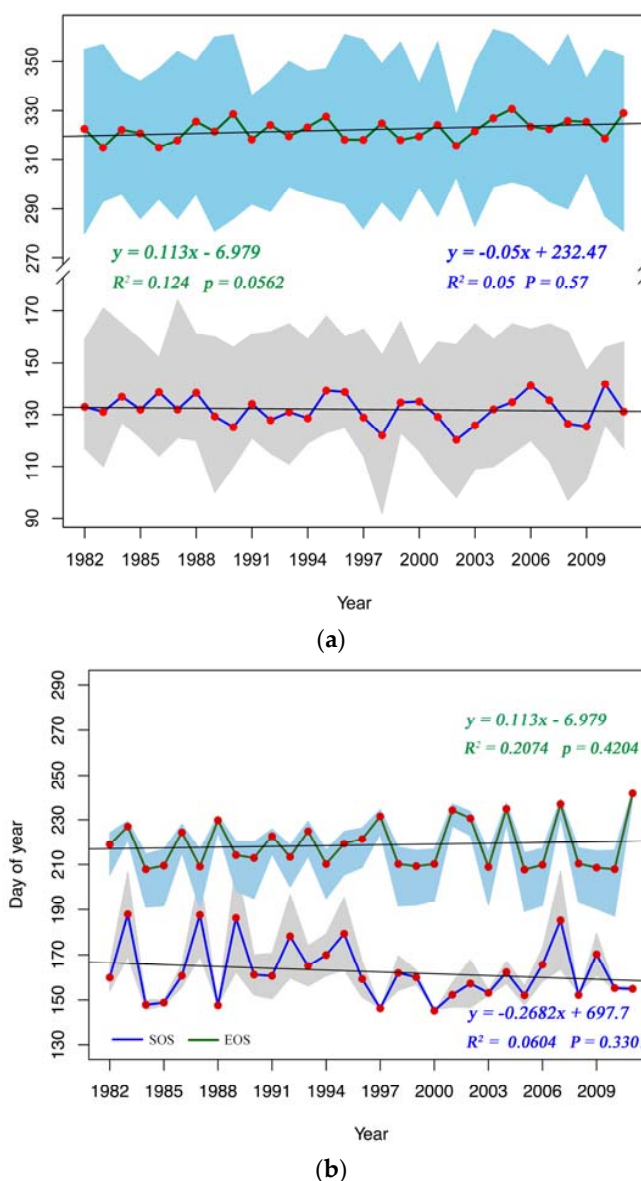 350
330
310
290
270
y = 0.113x - 6.979
R² = 0.124 p = 0.0562
y = -0.05x + 232.47
R² = 0.05 P = 0.57
170
150
130
110
90
1982 1985 1988 1991 1994 1997 2000 2003 2006 2009
Year
(a)
290
270
250
230
210
190
170
150
130
Day of year
y = 0.113x - 6.979
R² = 0.2074 p = 0.4204
y = -0.2682x + 697.7
R² = 0.0604 P = 0.330
SOS EOS
1982 1985 1988 1991 1994 1997 2000 2003 2006 2009
Year
(b)